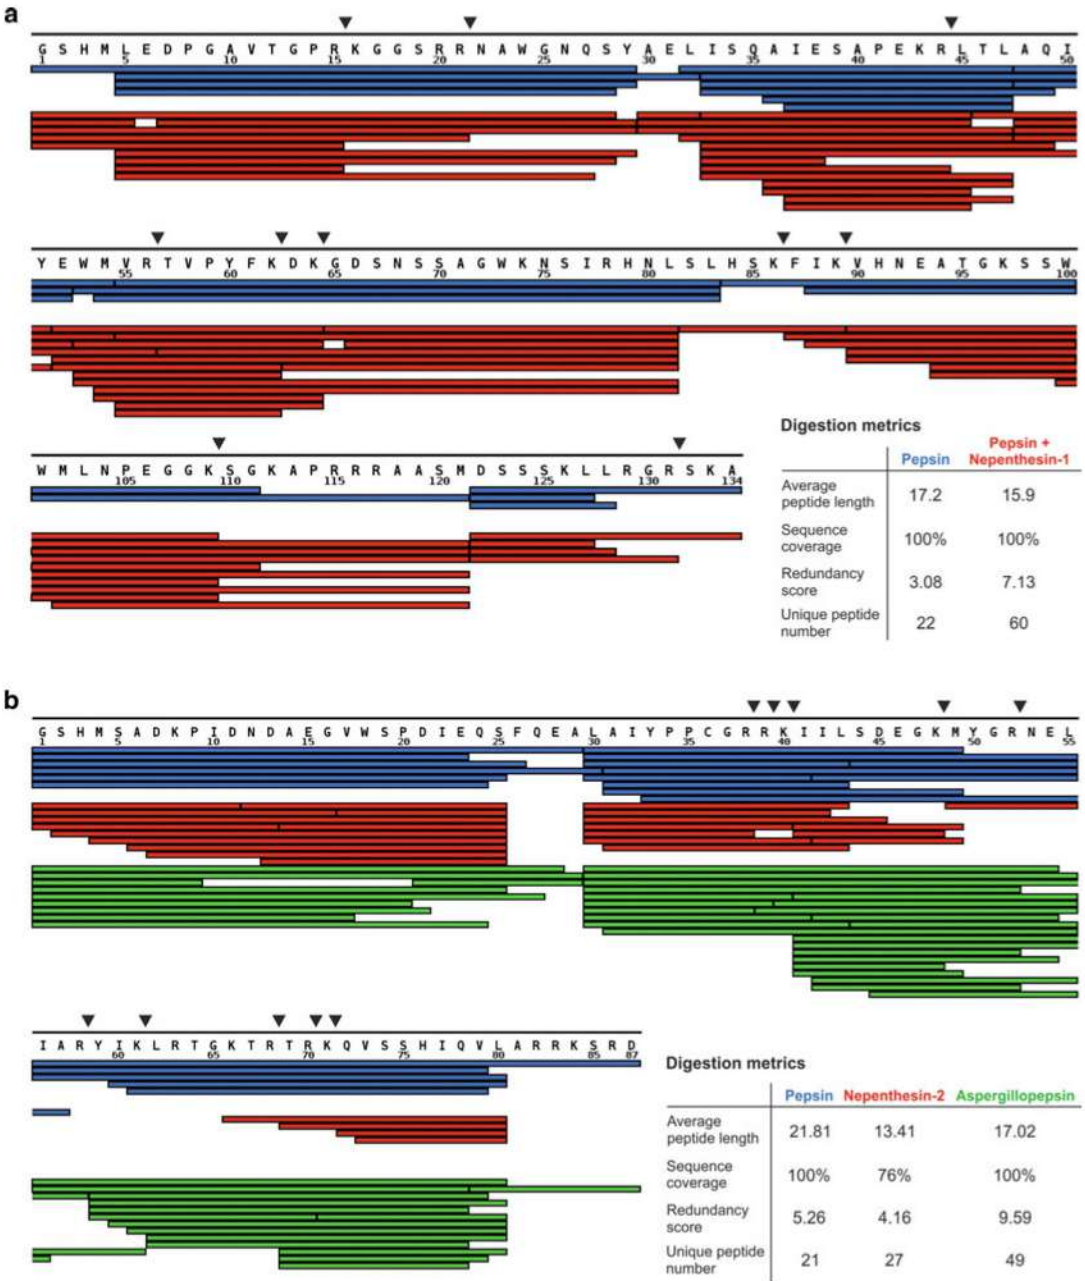 a
G S H M L E D P G A V T G P R K G G S R R N A W G N Q S Y A E L I S Q A I E S A P E K R L T L A Q I
1 5 10 15 20 25 30 35 40 45 50
Y E W M V R T V P Y F K D K G D S N S S A G W K N S I R H N L S L H S K F I K V H N E A T G K S S W
55 60 65 70 75 80 85 90 95 100
W M L N P E G G K S G K A P R R R A A S M D S S S K L L R G R S K A
105 110 115 120 125 130 134
Digestion metrics
Pepsin Pepsin + Nepenthesin-1
Average peptide length 17.2 15.9
Sequence coverage 100% 100%
Redundancy score 3.08 7.13
Unique peptide number 22 60
b
G S H M S A D K P I D N D A E G V W S P D I E Q S F Q E A L A I Y P P C G R R K I I L S D E G K M Y G R N E L
1 5 10 15 20 25 30 35 40 45 50 55
I A R Y I K L R T G K T R T R K Q V S S H I Q V L A R R K S R D
60 65 70 75 80 85 87
Digestion metrics
Pepsin Nepenthesin-2 Aspergillopepsin
Average peptide length 21.81 13.41 17.02
Sequence coverage 100% 76% 100%
Redundancy score 5.26 4.16 9.59
Unique peptide number 21 27 49